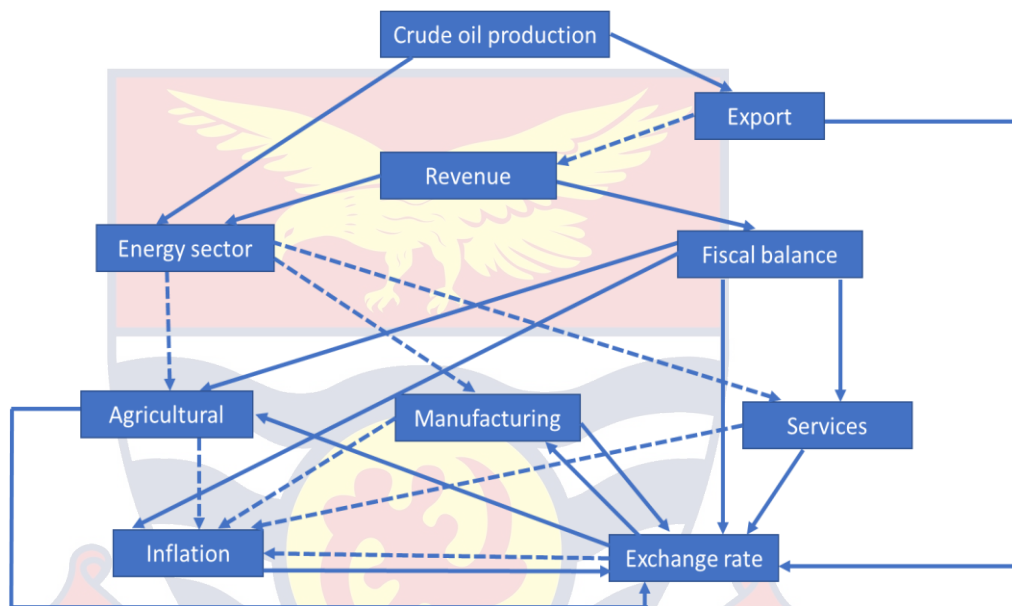 Crude oil production
Export
Revenue
Energy sector
Fiscal balance
Agricultural
Manufacturing
Services
Inflation
Exchange rate